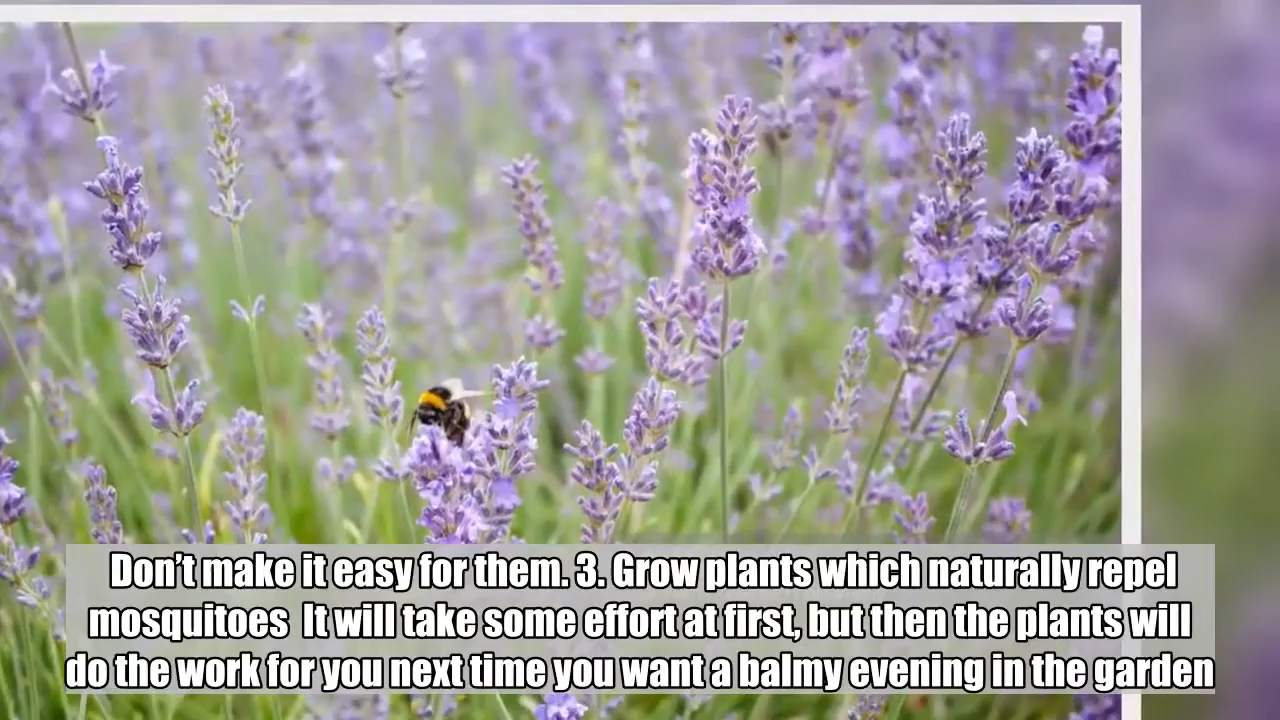 Don’t make it easy for them. 3. Grow plants which naturally repel
mosquitoes  It will take some effort at first, but then the plants will
do the work for you next time you want a balmy evening in the garden